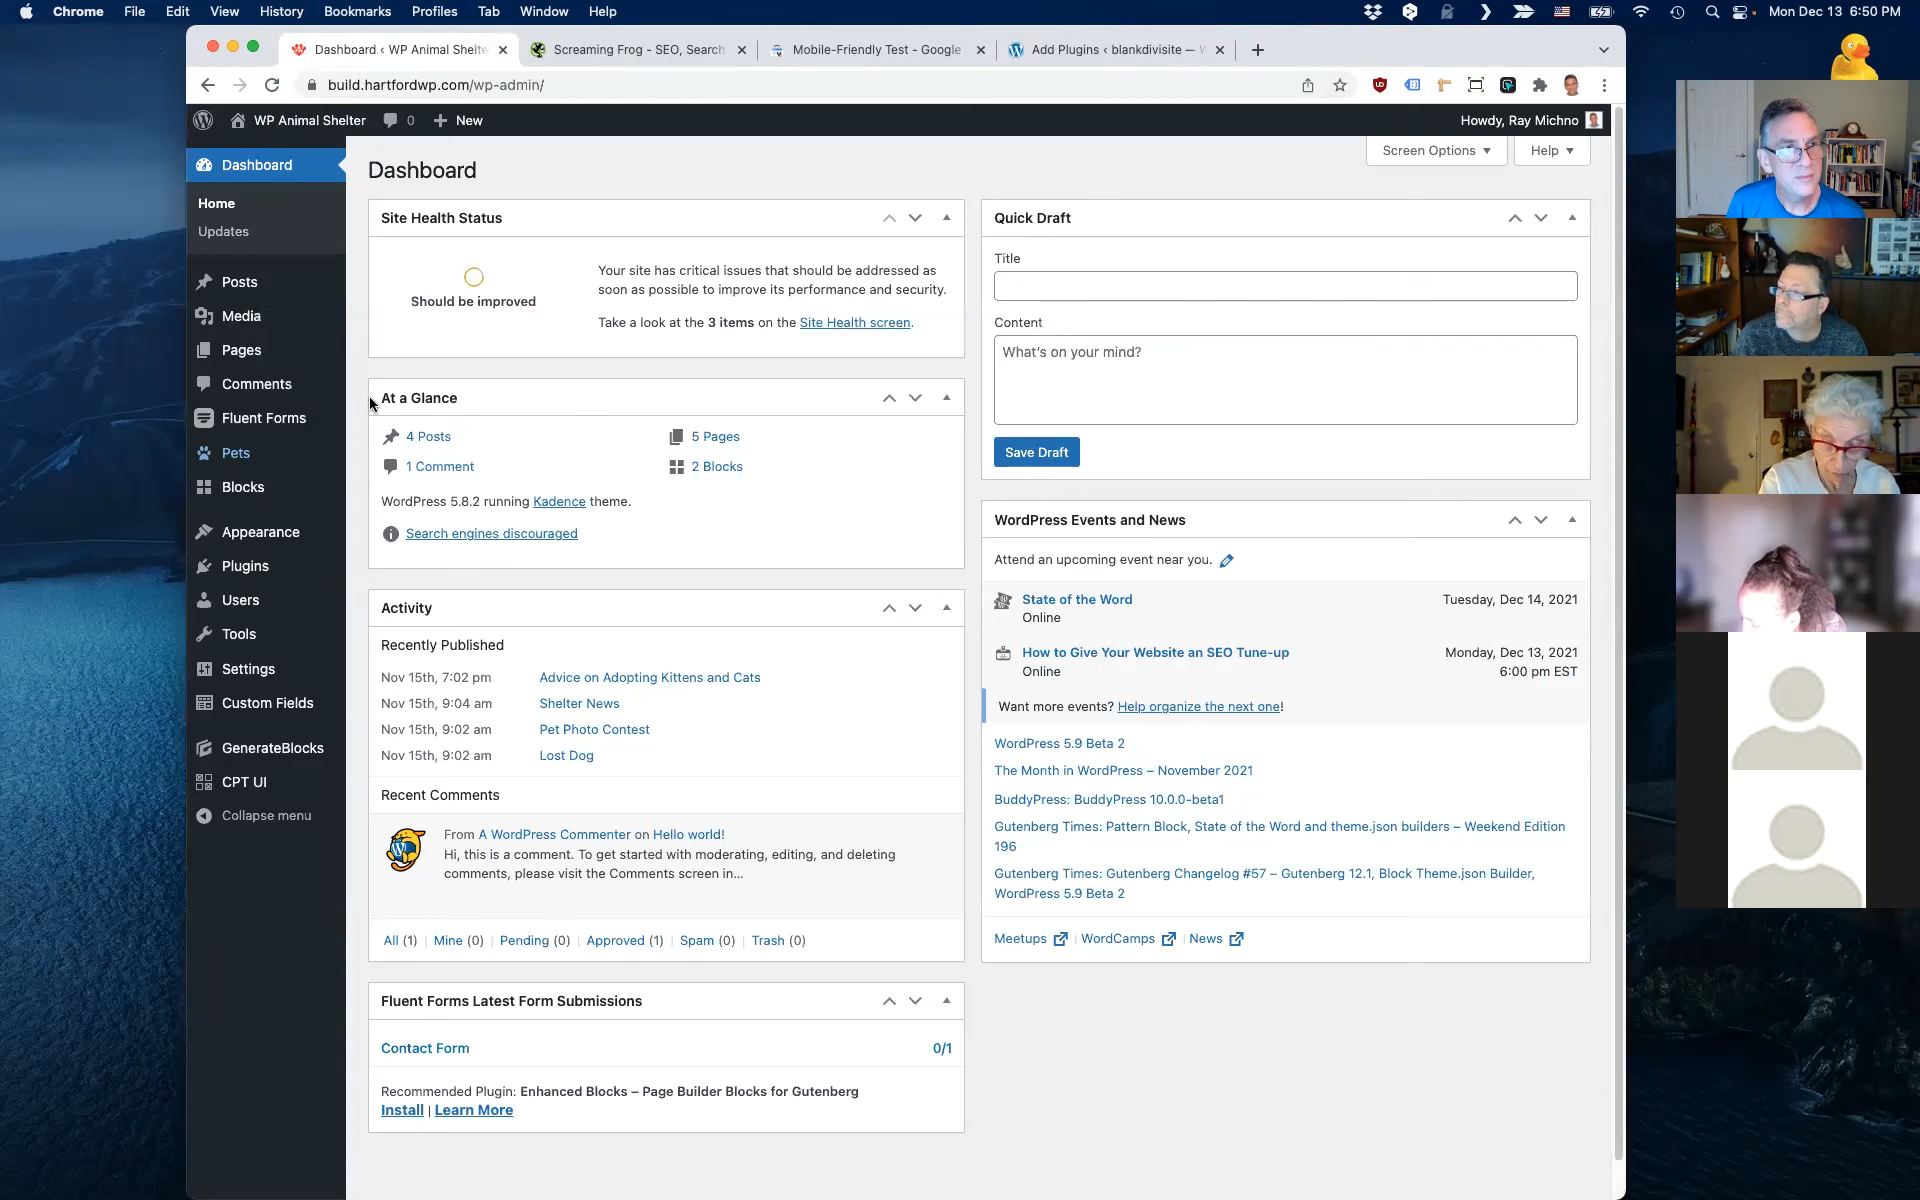 Chrome File Edit View History Bookmarks Profiles Tab Window Help
Mon Dec 13 6:50 PM
Dashboard ‹ WP Animal Shelte
Screaming Frog - SEO, Search
Mobile-Friendly Test - Google
Add Plugins ‹ blankdivisite —
build.hartfordwp.com/wp-admin/
WP Animal Shelter 0 New
Howdy, Ray Michno
Dashboard
Home
Updates
Posts
Media
Pages
Comments
Fluent Forms
Pets
Blocks
Appearance
Plugins
Users
Tools
Settings
Custom Fields
GenerateBlocks
CPT UI
Collapse menu
Dashboard
Screen Options
Help
Site Health Status
Should be improved
Your site has critical issues that should be addressed as
soon as possible to improve its performance and security.
Take a look at the 3 items on the Site Health screen.
At a Glance
4 Posts
5 Pages
1 Comment
2 Blocks
WordPress 5.8.2 running Kadence theme.
Search engines discouraged
Activity
Recently Published
Nov 15th, 7:02 pm Advice on Adopting Kittens and Cats
Nov 15th, 9:04 am Shelter News
Nov 15th, 9:02 am Pet Photo Contest
Nov 15th, 9:02 am Lost Dog
Recent Comments
From A WordPress Commenter on Hello world!
Hi, this is a comment. To get started with moderating, editing, and deleting
comments, please visit the Comments screen in…
All (1) | Mine (0) | Pending (0) | Approved (1) | Spam (0) | Trash (0)
Fluent Forms Latest Form Submissions
Contact Form 0/1
Recommended Plugin: Enhanced Blocks – Page Builder Blocks for Gutenberg
Install | Learn More
Quick Draft
Title
Content
What's on your mind?
Save Draft
WordPress Events and News
Attend an upcoming event near you.
State of the Word Tuesday, Dec 14, 2021
Online
How to Give Your Website an SEO Tune-up Monday, Dec 13, 2021
Online 6:00 pm EST
Want more events? Help organize the next one!
WordPress 5.9 Beta 2
The Month in WordPress – November 2021
BuddyPress: BuddyPress 10.0.0-beta1
Gutenberg Times: Pattern Block, State of the Word and theme.json builders – Weekend Edition
196
Gutenberg Times: Gutenberg Changelog #57 – Gutenberg 12.1, Block Theme.json Builder,
WordPress 5.9 Beta 2
Meetups | WordCamps | News